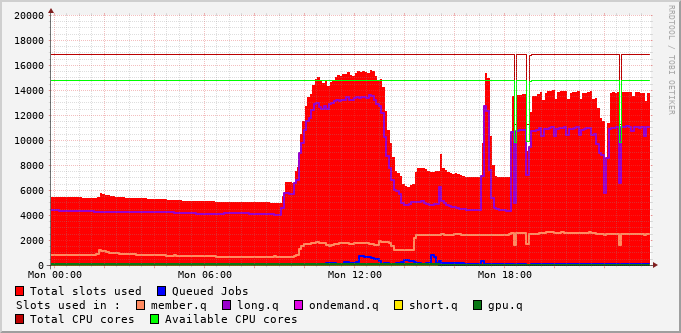 20000
18000
16000
14000
12000
10000
8000
6000
4000
2000
0
Mon 00:00 Mon 06:00 Mon 12:00 Mon 18:00
RRDTOOL / TOBI OETIKER
Total slots used Queued Jobs
Slots used in : member.q long.q ondemand.q short.q gpu.q
Total CPU cores Available CPU cores